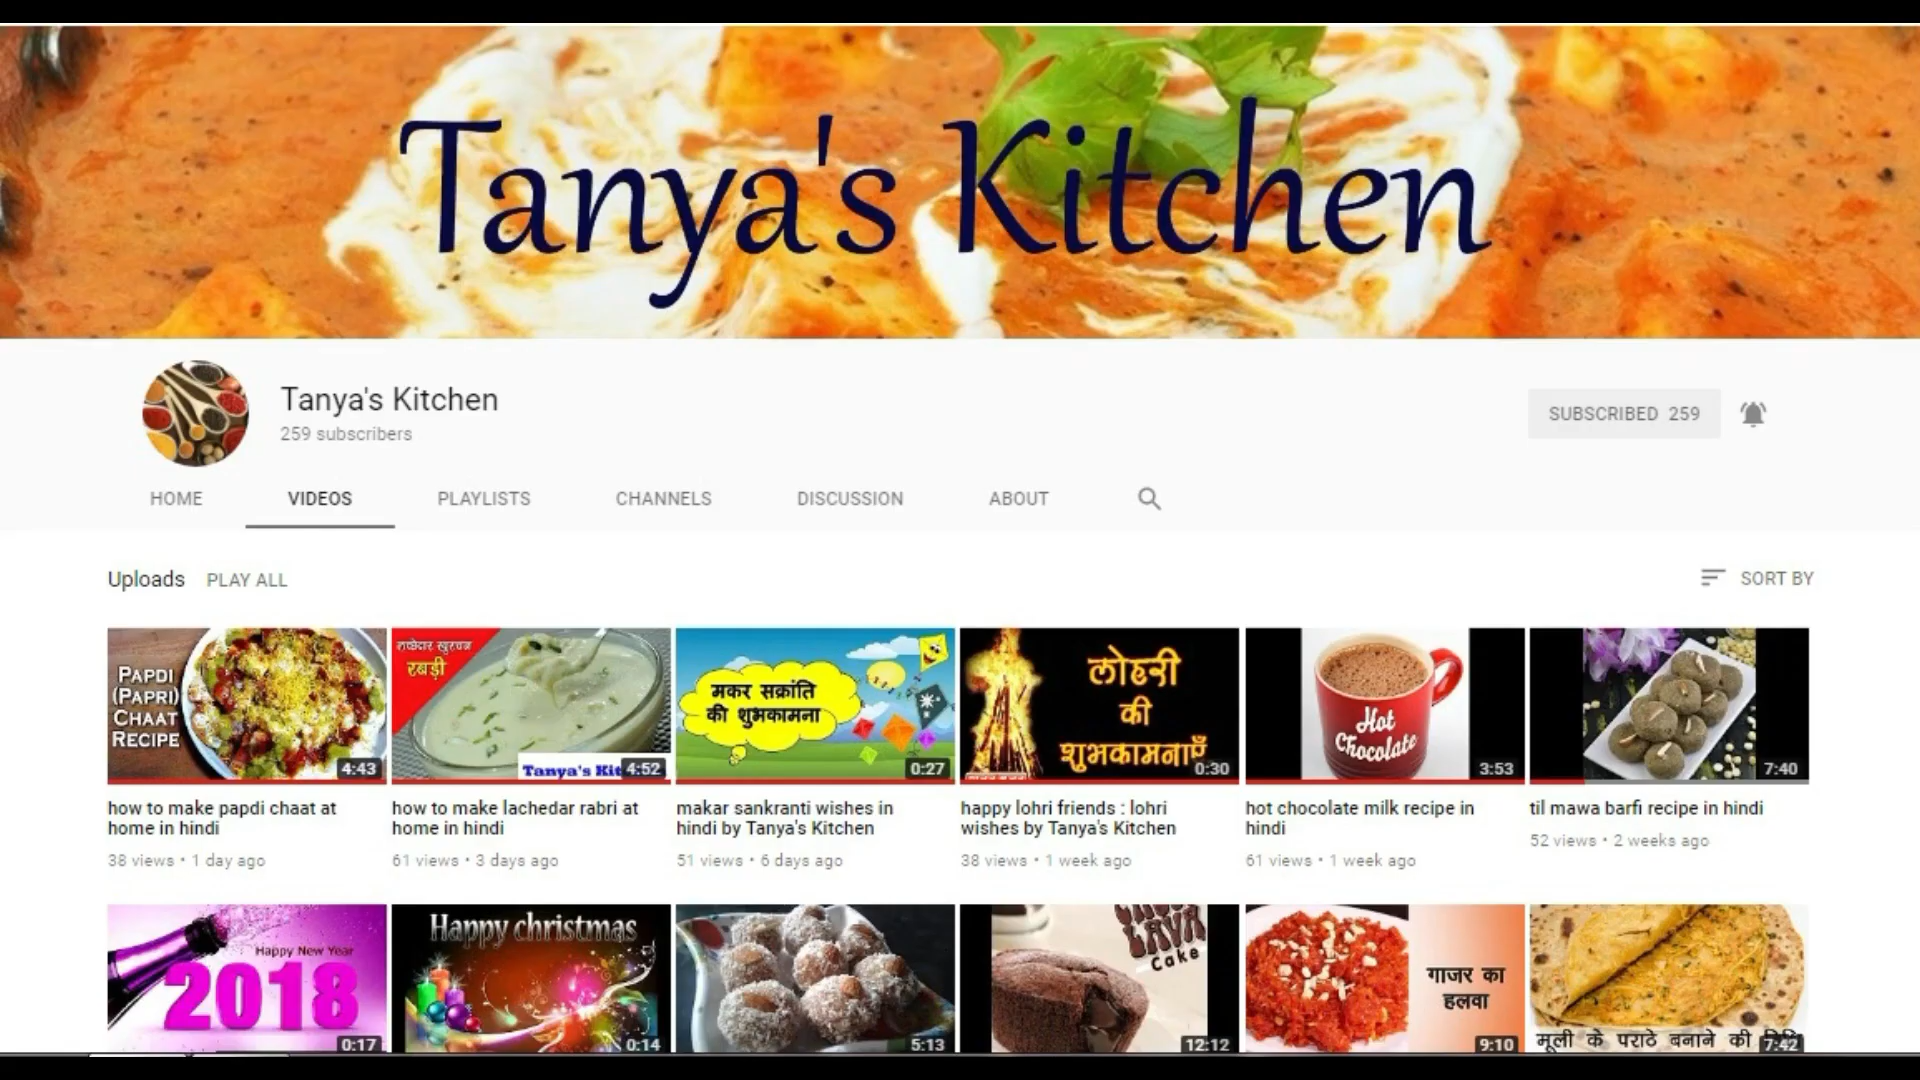 Tanya's Kitchen
Tanya's Kitchen
259 subscribers
SUBSCRIBED 259
HOME VIDEOS PLAYLISTS CHANNELS DISCUSSION ABOUT
Uploads PLAY ALL
SORT BY
PAPDI
(PAPRI)
CHAAT
RECIPE
4:43
लच्छेदार खुरचन
रबड़ी
Tanya's Kit
4:52
मकर सक्रांति
की शुभकामना
0:27
लोहरी
की
शुभकामनाएँ
0:30
Hot
Chocolate
3:53
7:40
how to make papdi chaat at
home in hindi
38 views • 1 day ago
how to make lachedar rabri at
home in hindi
61 views • 3 days ago
makar sankranti wishes in
hindi by Tanya's Kitchen
51 views • 6 days ago
happy lohri friends : lohri
wishes by Tanya's Kitchen
38 views • 1 week ago
hot chocolate milk recipe in
hindi
61 views • 1 week ago
til mawa barfi recipe in hindi
52 views • 2 weeks ago
Happy New Year
2018
0:17
Happy christmas
0:14
5:13
LAVA
Cake
12:12
गाजर का
हलवा
9:10
मूली के पराठे बनाने की
7:42